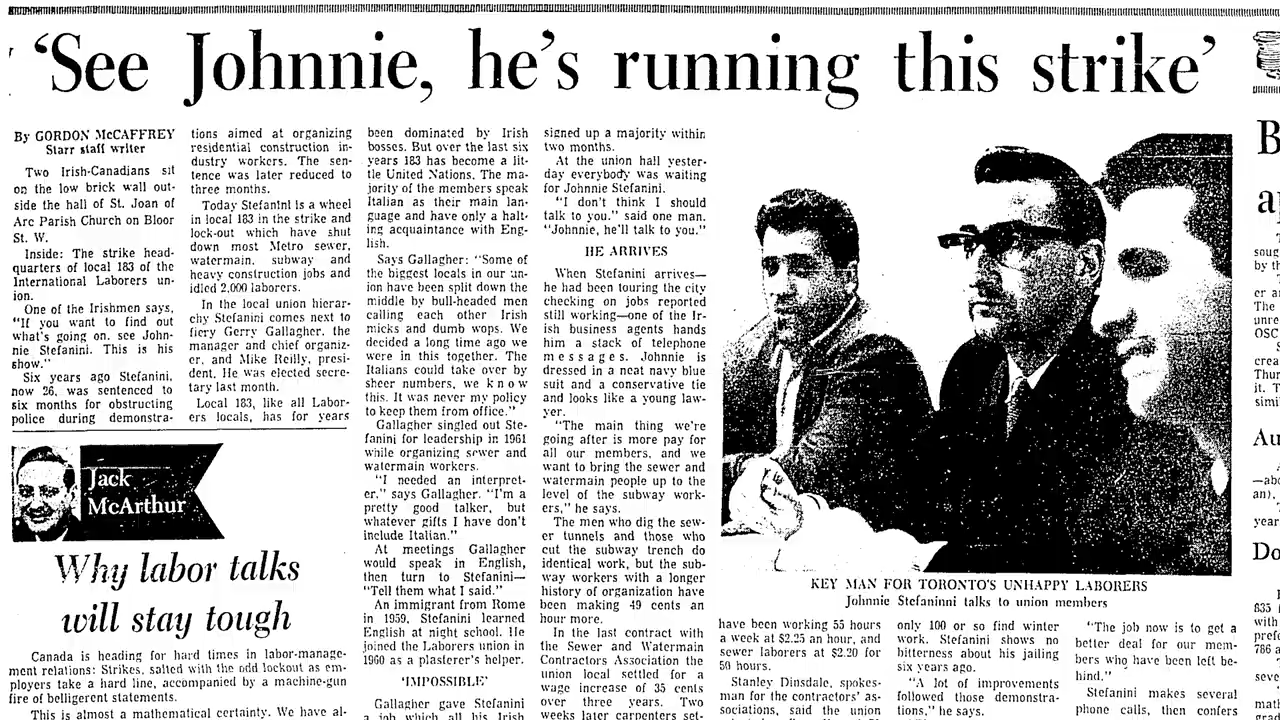 ‘See Johnnie, he’s running this strike’
By GORDON McCAFFREY
Starr staff writer
Two Irish-Canadians sit
on the low brick wall out-
side the hall of St. Joan of
Arc Parish Church on Bloor
St. W.
Inside: The strike head-
quarters of local 183 of the
International Laborers un-
ion.
One of the Irishmen says,
"If you want to find out
what's going on, see John-
nie Stefanini. This is his
show."
Six years ago Stefanini,
now 26, was sentenced to
six months for obstructing
police during demonstra-
tions aimed at organizing
residential construction in-
dustry workers. The sen-
tence was later reduced to
three months.
Today Stefanini is a wheel
in local 183 in the strike and
lock-out which have shut
down most Metro sewer,
watermain, subway and
heavy construction jobs and
idled 2,000 laborers.
In the local union hierar-
chy Stefanini comes next to
fiery Gerry Gallagher, the
manager and chief organiz-
er, and Mike Reilly, presi-
dent. He was elected secre-
tary last month.
Local 183, like all Labor-
ers locals, has for years
been dominated by Irish
bosses. But over the last six
years 183 has become a lit-
tle United Nations. The ma-
jority of the members speak
Italian as their main lan-
guage and have only a halt-
ing acquaintance with Eng-
lish.
Says Gallagher: "Some of
the biggest locals in our un-
ion have been split down the
middle by bull-headed men
calling each other Irish
micks and dumb wops. We
decided a long time ago we
were in this together. The
Italians could take over by
sheer numbers, we know
this. It was never my policy
to keep them from office."
Gallagher singled out Ste-
fanini for leadership in 1961
while organizing sewer and
watermain workers.
"I needed an interpret-
er," says Gallagher. "I'm a
pretty good talker, but
whatever gifts I have don't
include Italian."
At meetings Gallagher
would speak in English,
then turn to Stefanini—
"Tell them what I said."
An immigrant from Rome
in 1959, Stefanini learned
English at night school. He
joined the Laborers union in
1960 as a plasterer's helper.
'IMPOSSIBLE'
Gallagher gave Stefanini
a job which all his Irish
signed up a majority within
two months.
At the union hall yester-
day everybody was waiting
for Johnnie Stefanini.
"I don't think I should
talk to you." said one man.
"Johnnie, he'll talk to you."
HE ARRIVES
When Stefanini arrives—
he had been touring the city
checking on jobs reported
still working—one of the Ir-
ish business agents hands
him a stack of telephone
messages. Johnnie is
dressed in a neat navy blue
suit and a conservative tie
and looks like a young law-
yer.
"The main thing we're
going after is more pay for
all our members, and we
want to bring the sewer and
watermain people up to the
level of the subway work-
ers," he says.
The men who dig the sew-
er tunnels and those who
cut the subway trench do
identical work, but the sub-
way workers with a longer
history of organization have
been making 49 cents an
hour more.
In the last contract with
the Sewer and Watermain
Contractors Association the
union local settled for a
wage increase of 35 cents
over three years. Two
weeks later carpenters set-
KEY MAN FOR TORONTO'S UNHAPPY LABORERS
Johnnie Stefaninni talks to union members
have been working 55 hours
a week at $2.25 an hour, and
sewer laborers at $2.20 for
50 hours.
Stanley Dinsdale, spokes-
man for the contractors' as-
sociations, said the union
only 100 or so find winter
work. Stefanini shows no
bitterness about his jailing
six years ago.
"A lot of improvements
followed those demonstra-
tions," he says.
"The job now is to get a
better deal for our mem-
bers who have been left be-
hind."
Stefanini makes several
phone calls, then confers
Jack
McArthur
Why labor talks
will stay tough
Canada is heading for hard times in labor-manage-
ment relations: Strikes, salted with the odd lockout as em-
ployers take a hard line, accompanied by a machine-gun
fire of belligerent statements.
This is almost a mathematical certainty. We have al-